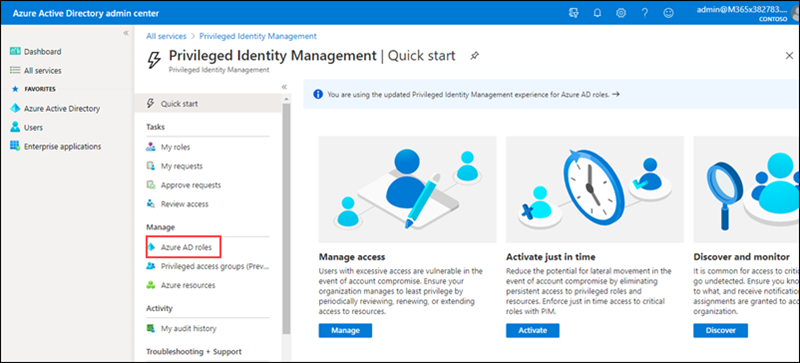 Azure Active Directory admin center
admin@M365x382783....
CONTOSO
Dashboard
All services
FAVORITES
Azure Active Directory
Users
Enterprise applications
All services > Privileged Identity Management
Privileged Identity Management | Quick start
Privileged Identity Management
Quick start
Tasks
My roles
My requests
Approve requests
Review access
Manage
Azure AD roles
Privileged access groups (Prev...
Azure resources
Activity
My audit history
Troubleshooting + Support
You are using the updated Privileged Identity Management experience for Azure AD roles. →
Manage access
Users with excessive access are vulnerable in the
event of account compromise. Ensure your
organization manages to least privilege by
periodically reviewing, renewing, or extending
access to resources.
Manage
Activate just in time
Reduce the potential for lateral movement in the
event of account compromise by eliminating
persistent access to privileged roles and
resources. Enforce just in time access to critical
roles with PIM.
Activate
Discover and monitor
It is common for access to critic
go undetected. Ensure you know
to what, and receive notification
assignments are granted to acc
organization.
Discover